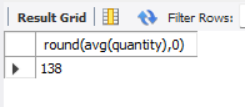 Result Grid Filter Rows:
round(avg(quantity),0)
138